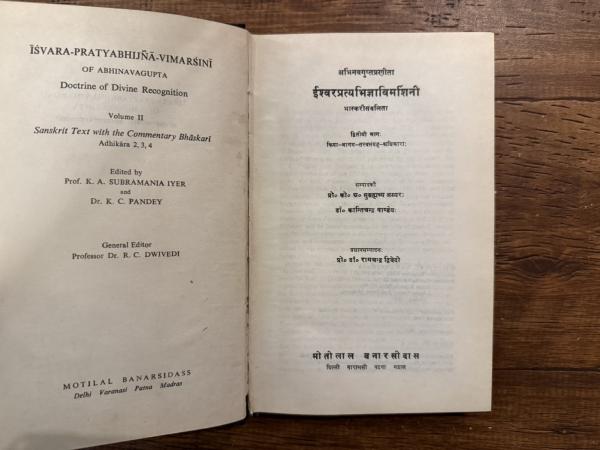 ĪŚVARA-PRATYABHIJÑĀ-VIMARŚINĪ
OF ABHINAVAGUPTA
Doctrine of Divine Recognition
Volume II
Sanskrit Text with the Commentary Bhāskarī
Adhikāra 2, 3, 4
Edited by
Prof. K. A. SUBRAMANIA IYER
and
Dr. K. C. PANDEY
General Editor
Professor Dr. R. C. DWIVEDI
MOTILAL BANARSIDASS
Delhi Varanasi Patna Madras
अभिनवगुप्तप्रणीता
ईश्वरप्रत्यभिज्ञाविमर्शिनी
भास्करीसंवलिता
द्वितीयो भागः
क्रिया-आगम-तत्त्वसंग्रह-अधिकाराः
सम्पादकौ
प्रो० को० अ० सुब्रह्मण्य अय्यरः
डॉ० कान्तिचन्द्र पाण्डेयः
प्रधानसम्पादकः
प्रो० डॉ० रामचन्द्र द्विवेदी
मोतीलाल बनारसीदास
दिल्ली वाराणसी पटना मद्रास